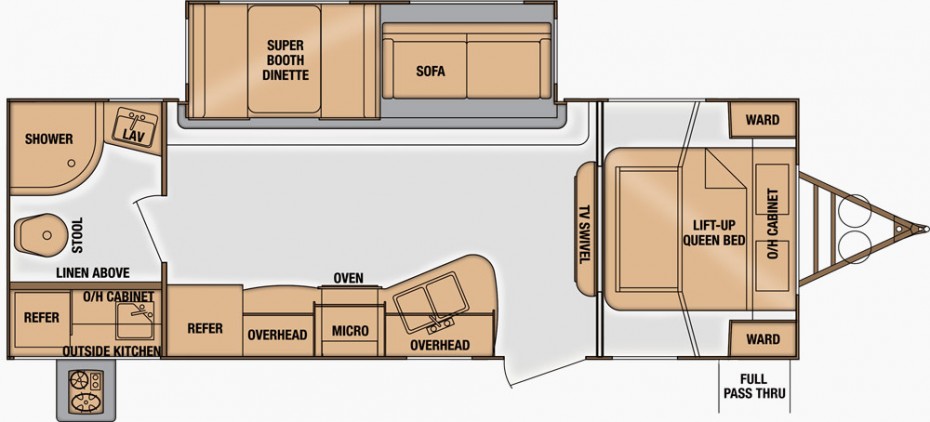 SUPER
BOOTH
DINETTE
SOFA
SHOWER
LAV
WARD
STOOL
TV SWIVEL
LIFT-UP
QUEEN BED
O/H CABINET
LINEN ABOVE
OVEN
O/H CABINET
REFER
REFER
OVERHEAD
MICRO
OVERHEAD
WARD
OUTSIDE KITCHEN
FULL
PASS THRU